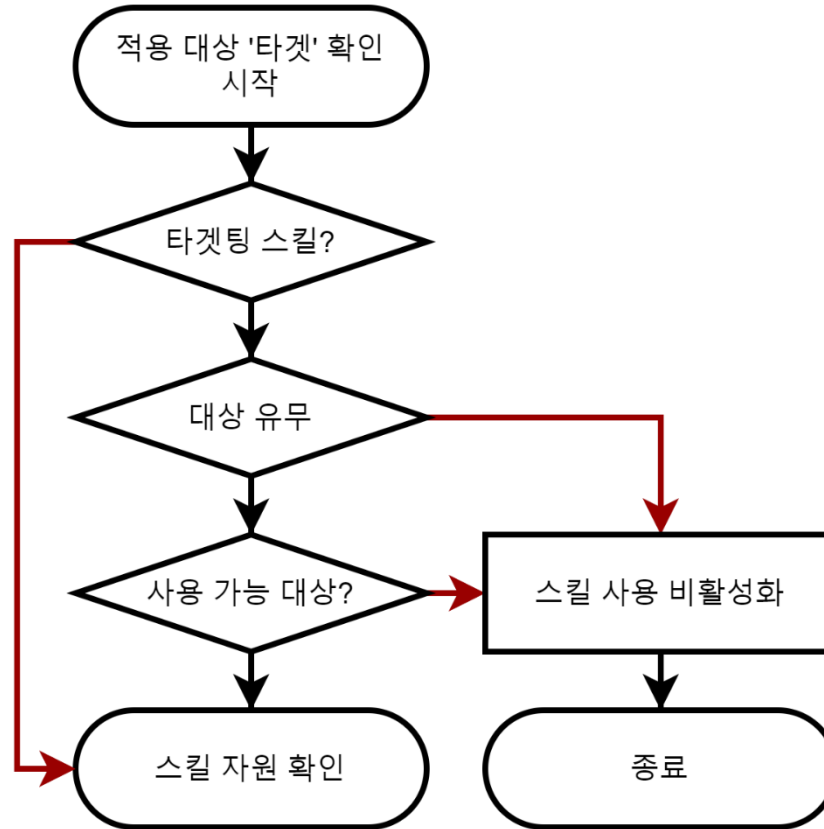 적용 대상 '타겟' 확인
시작
타겟팅 스킬?
대상 유무
사용 가능 대상?
스킬 사용 비활성화
스킬 자원 확인
종료